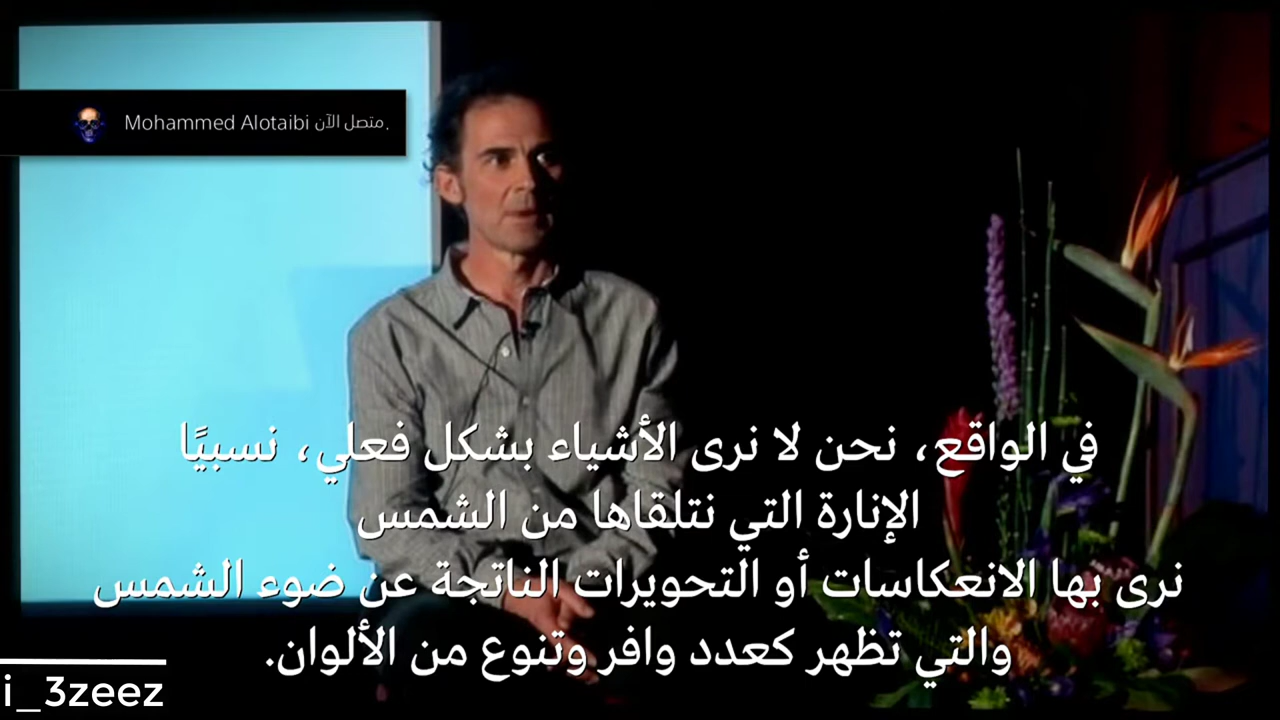 Mohammed Alotaibi متصل الآن.
في الواقع، نحن لا نرى الأشياء بشكل فعلي، نسبيًا
الإنارة التي نتلقاها من الشمس
نرى بها الانعكاسات أو التحويرات الناتجة عن ضوء الشمس
والتي تظهر كعدد وافر وتنوع من الألوان.
i_3zeez